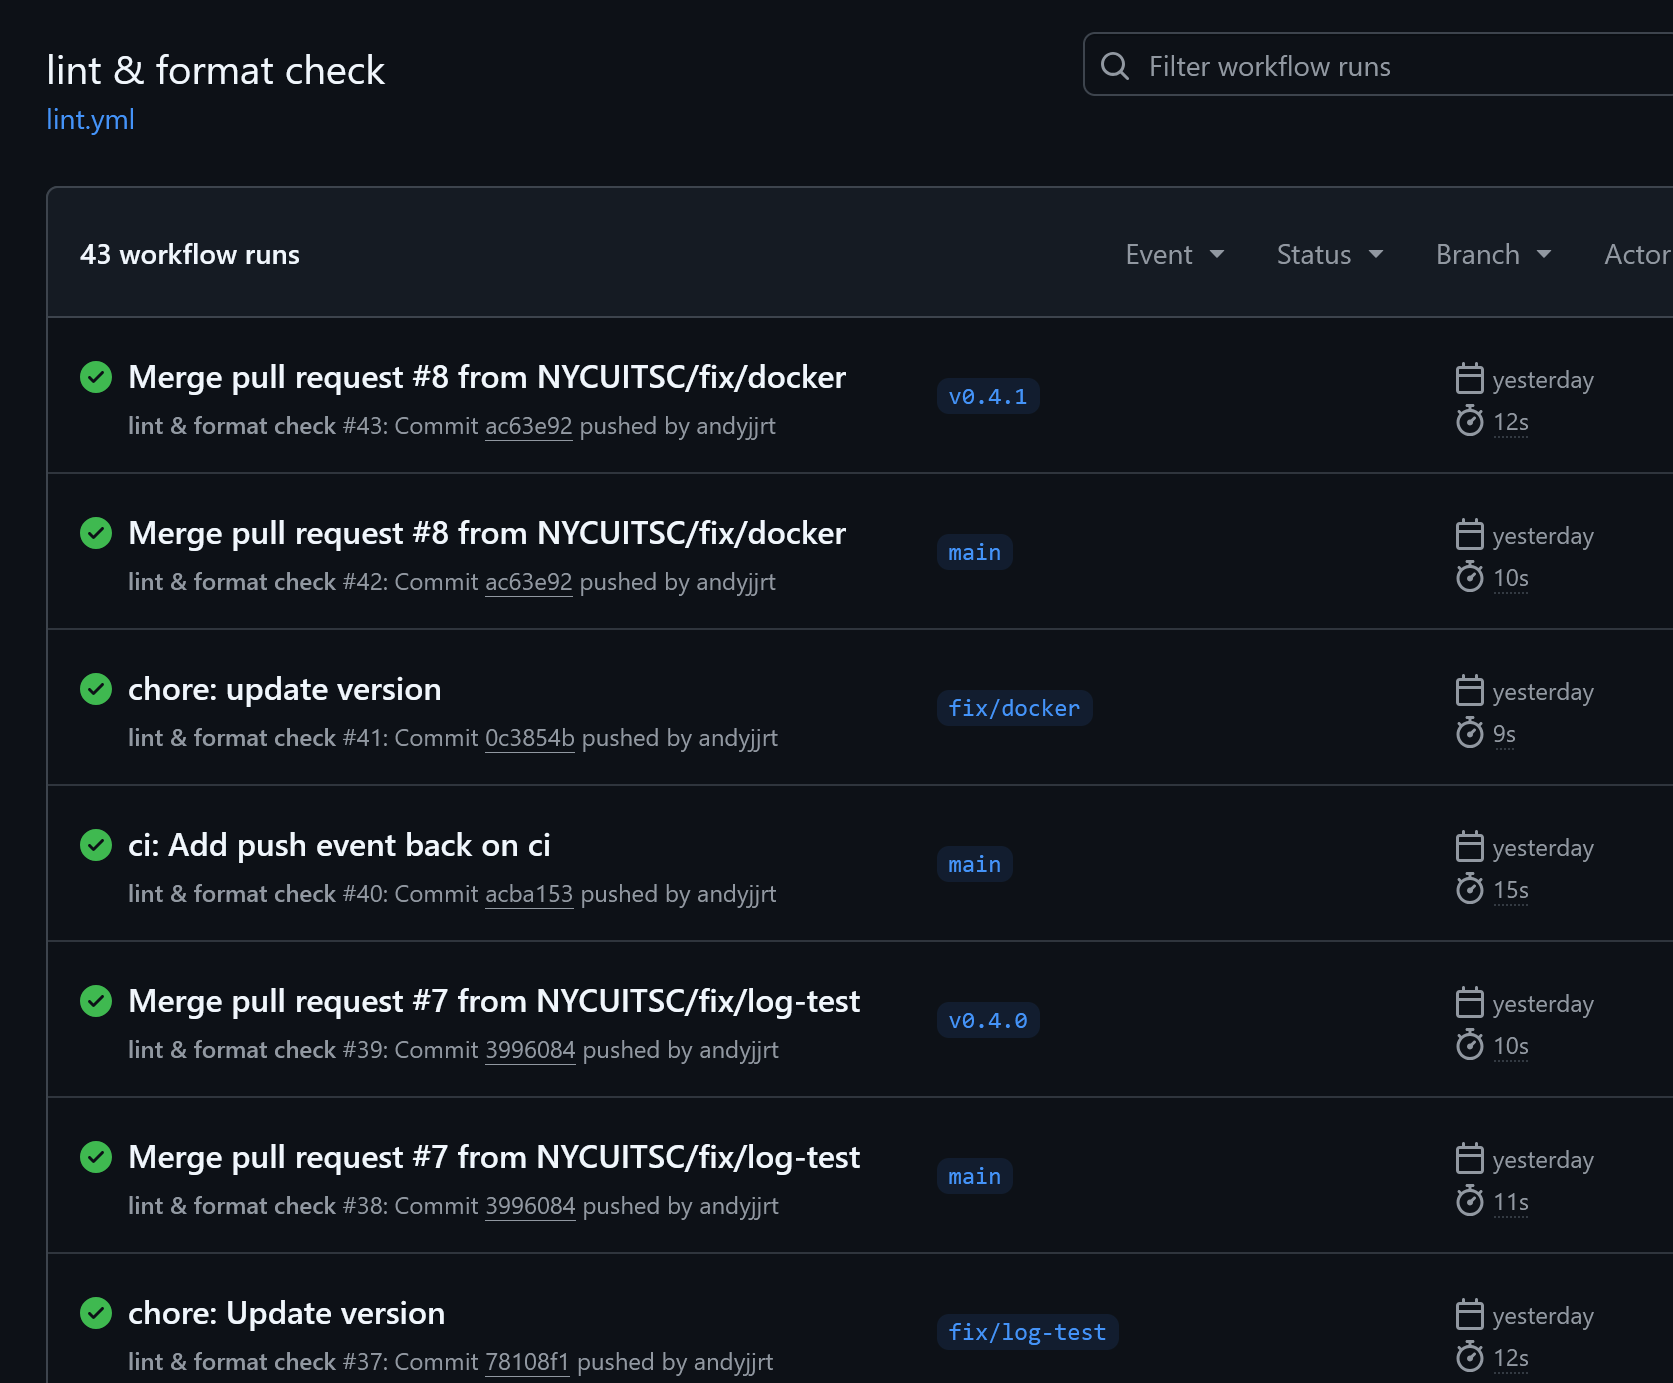 lint & format check
Filter workflow runs
lint.yml
43 workflow runs
Event
Status
Branch
Actor
Merge pull request #8 from NYCUITSC/fix/docker
lint & format check #43: Commit ac63e92 pushed by andyjjrt
v0.4.1
yesterday
12s
Merge pull request #8 from NYCUITSC/fix/docker
lint & format check #42: Commit ac63e92 pushed by andyjjrt
main
yesterday
10s
chore: update version
lint & format check #41: Commit 0c3854b pushed by andyjjrt
fix/docker
yesterday
9s
ci: Add push event back on ci
lint & format check #40: Commit acba153 pushed by andyjjrt
main
yesterday
15s
Merge pull request #7 from NYCUITSC/fix/log-test
lint & format check #39: Commit 3996084 pushed by andyjjrt
v0.4.0
yesterday
10s
Merge pull request #7 from NYCUITSC/fix/log-test
lint & format check #38: Commit 3996084 pushed by andyjjrt
main
yesterday
11s
chore: Update version
lint & format check #37: Commit 78108f1 pushed by andyjjrt
fix/log-test
yesterday
12s